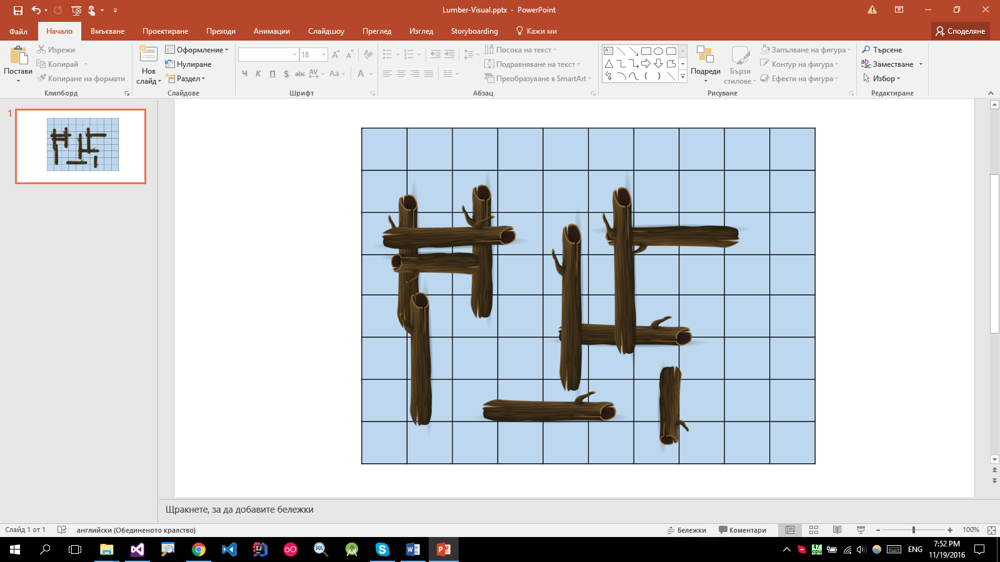 Lumber-Visual.pptx - PowerPoint
Файл Начало Вмъкване Проектиране Преходи Анимации Слайдшоу Преглед Изглед Storyboarding Кажи ми Споделяне
Постави
Изрежи
Копирай
Копиране на формати
Клипборд
Нов слайд
Оформление
Нулиране
Раздел
Слайдове
18
Ч К П S abc AV Aa A
Шрифт
Посока на текст
Подравняване на текст
Преобразуване в SmartArt
Абзац
Подреди
Бързи стилове
Запълване на фигура
Контур на фигура
Ефекти на фигура
Рисуване
Търсене
Заместване
Избор
Редактиране
1
Щракнете, за да добавите бележки
Слайд 1 от 1 английски (Обединеното кралство) Бележки Коментари 100%
ENG
7:52 PM
11/19/2016